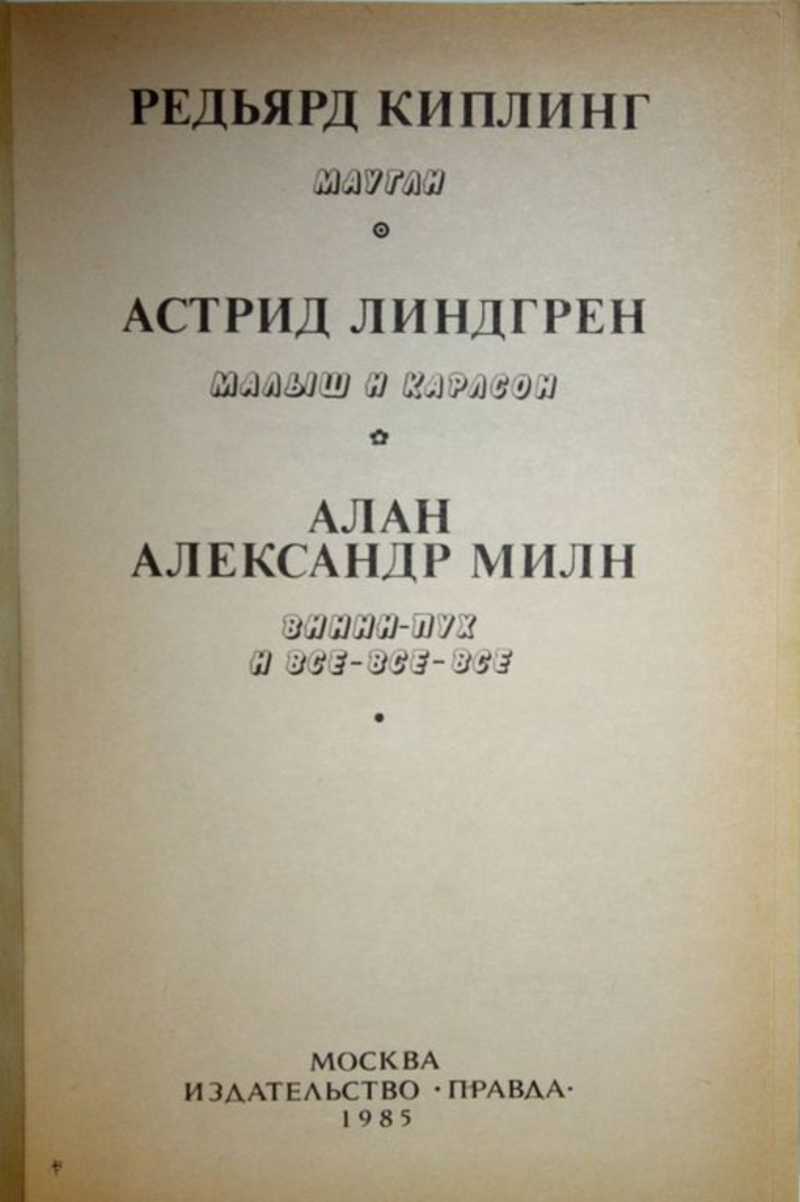 РЕДЬЯРД КИПЛИНГ
МАУГЛИ
АСТРИД ЛИНДГРЕН
МАЛЫШ И КАРЛСОН
АЛАН
АЛЕКСАНДР МИЛН
ВИННИ-ПУХ
И ВСЕ-ВСЕ-ВСЕ
МОСКВА
ИЗДАТЕЛЬСТВО •ПРАВДА•
1985